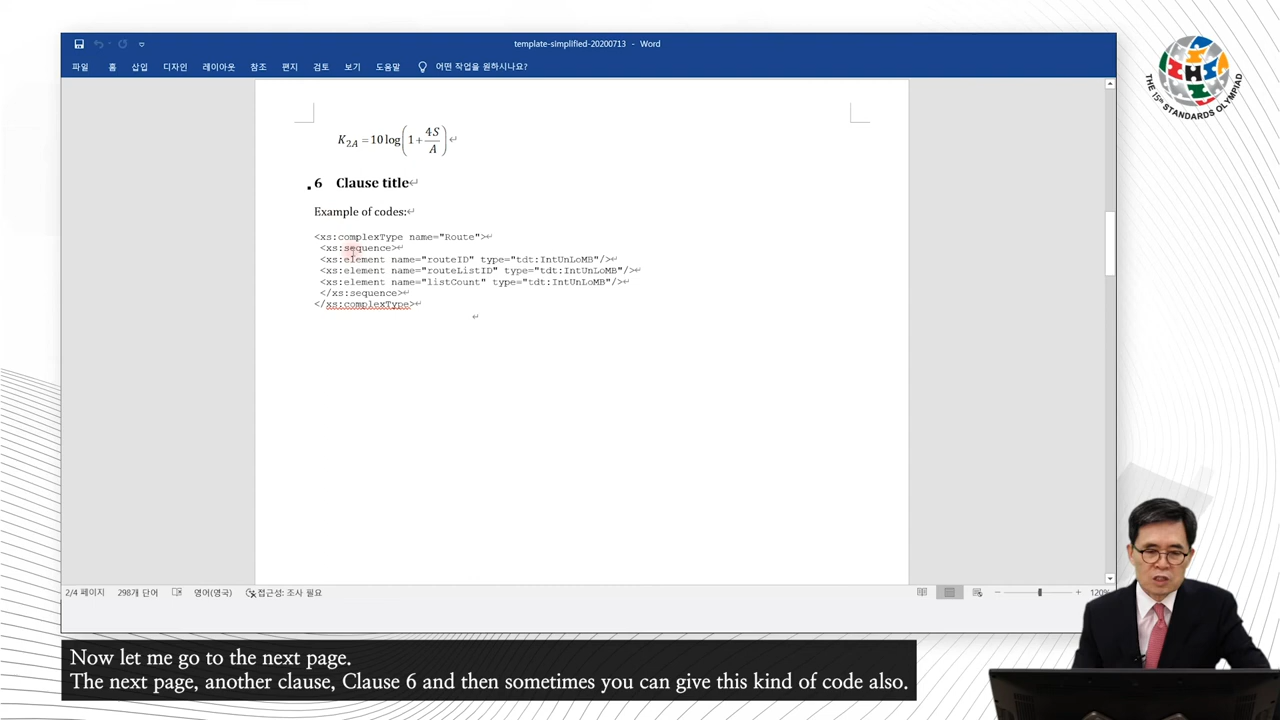 template-simplified-20200713 - Word
파일 홈 삽입 디자인 레이아웃 참조 편지 검토 보기 도움말 어떤 작업을 원하시나요?
THE 15th STANDARDS OLYMPIAD
K2A = 10 log(1 + 4S/A)
6 Clause title
Example of codes:
<xs:complexType name="Route">
<xs:sequence>
<xs:element name="routeID" type="tdt:IntUnLoMB"/>
<xs:element name="routeListID" type="tdt:IntUnLoMB"/>
<xs:element name="listCount" type="tdt:IntUnLoMB"/>
</xs:sequence>
</xs:complexType>
2/4 페이지 298개 단어 영어(영국) 접근성: 조사 필요 120%
Now let me go to the next page.
The next page, another clause, Clause 6 and then sometimes you can give this kind of code also.